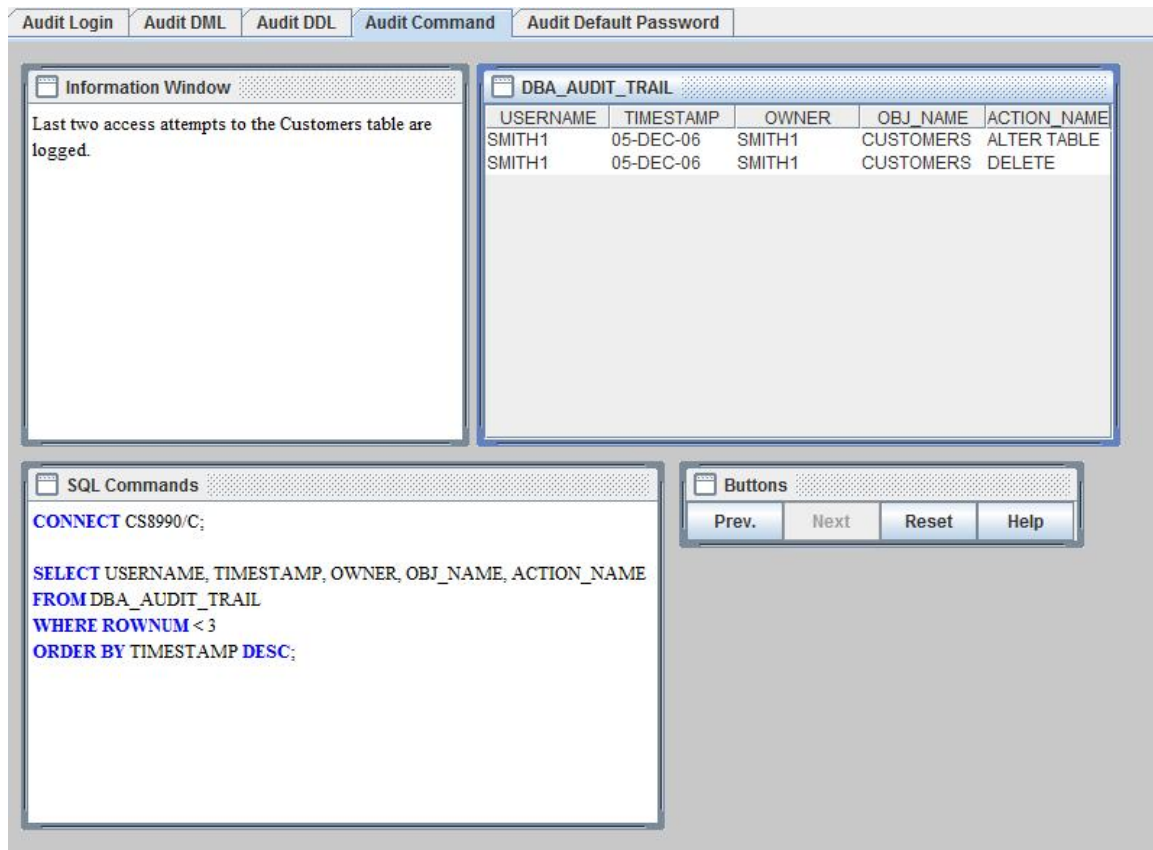 Audit Login Audit DML Audit DDL Audit Command Audit Default Password
Information Window
Last two access attempts to the Customers table are
logged.
DBA_AUDIT_TRAIL
USERNAME TIMESTAMP OWNER OBJ_NAME ACTION_NAME
SMITH1 05-DEC-06 SMITH1 CUSTOMERS ALTER TABLE
SMITH1 05-DEC-06 SMITH1 CUSTOMERS DELETE
SQL Commands
CONNECT CS8990/C;
SELECT USERNAME, TIMESTAMP, OWNER, OBJ_NAME, ACTION_NAME
FROM DBA_AUDIT_TRAIL
WHERE ROWNUM < 3
ORDER BY TIMESTAMP DESC;
Buttons
Prev. Next Reset Help